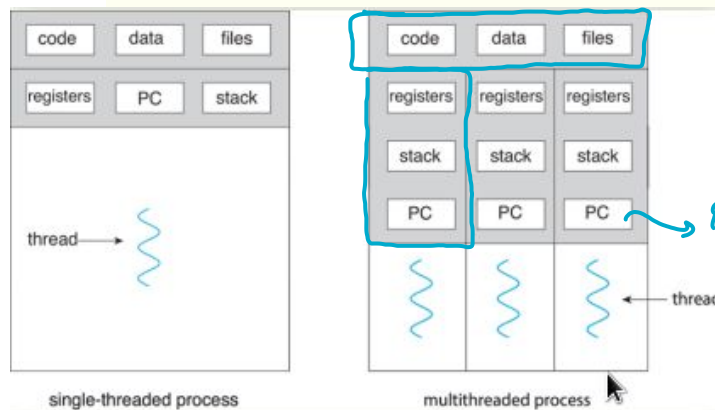 code data files
registers PC stack
thread
single-threaded process
code data files
registers registers registers
stack stack stack
PC PC PC
thread
multithreaded process